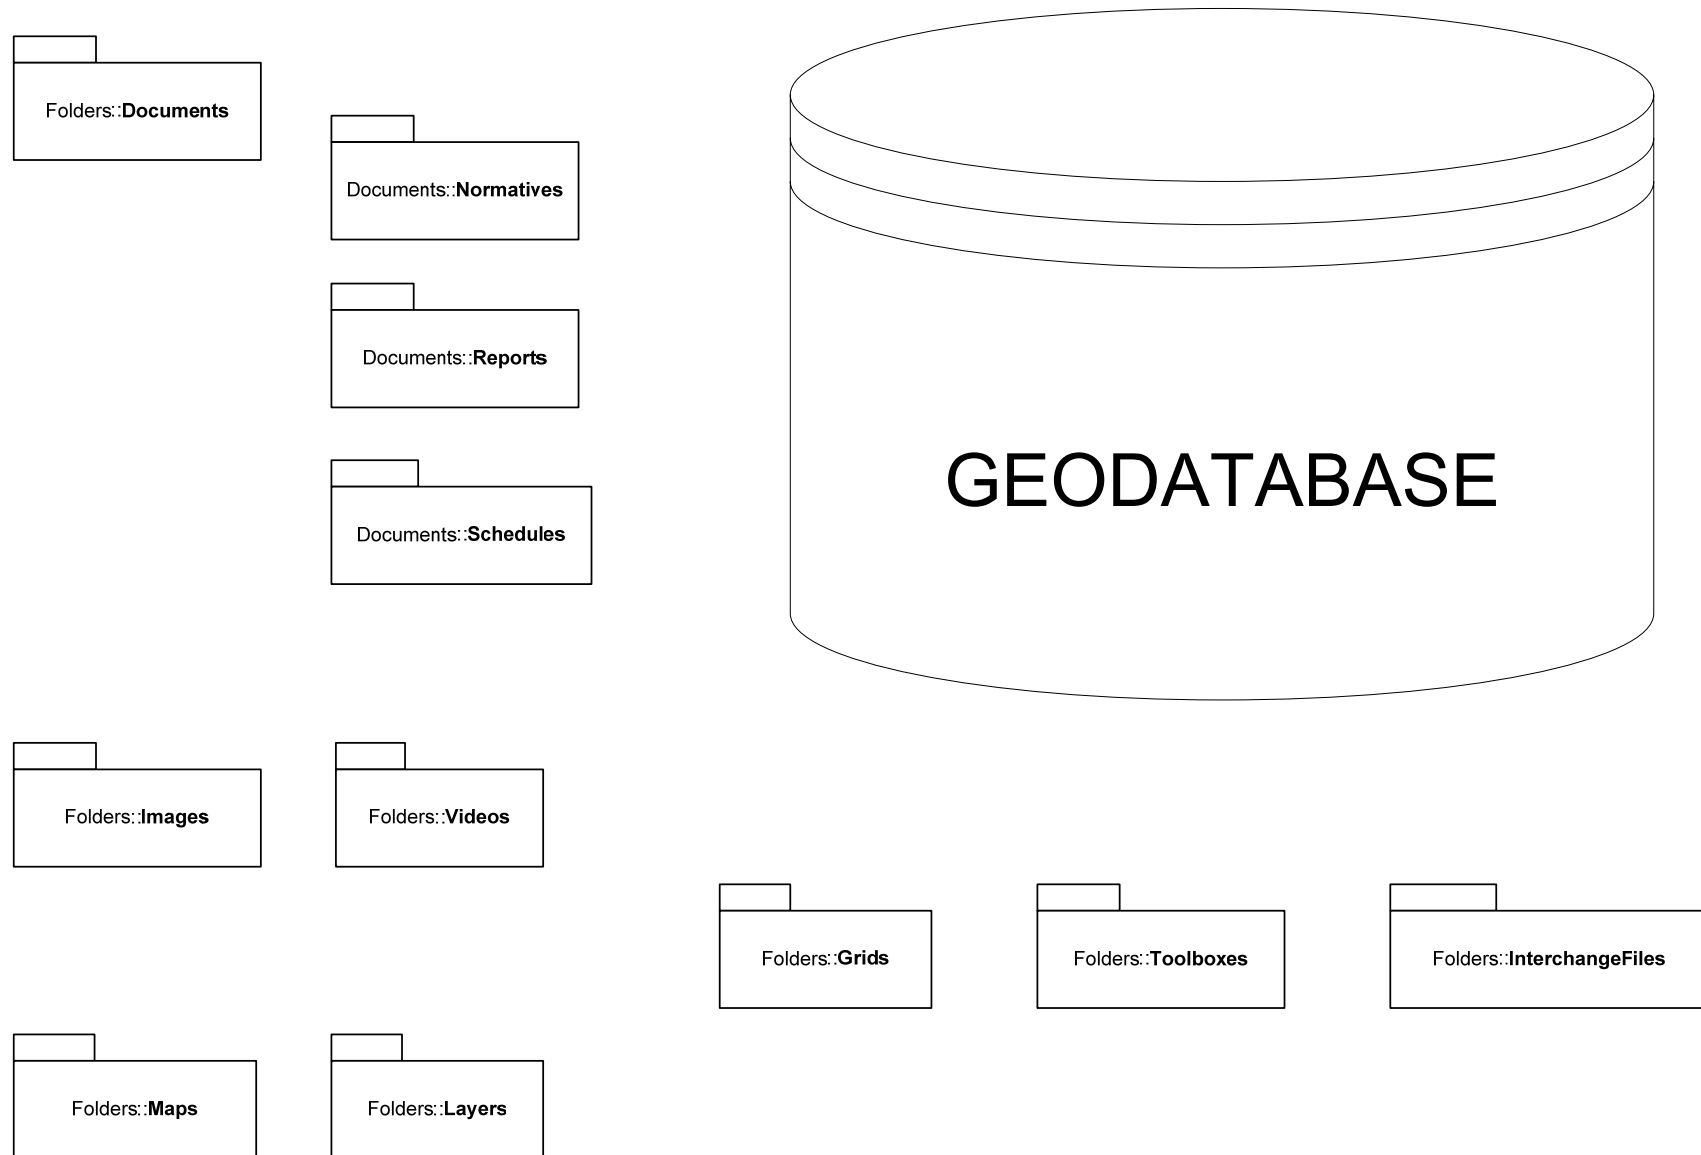 Folders::Documents
Documents::Normatives
Documents::Reports
GEODATABASE
Documents::Schedules
Folders::Images
Folders::Videos
Folders::Grids
Folders::Toolboxes
Folders::InterchangeFiles
Folders::Maps
Folders::Layers